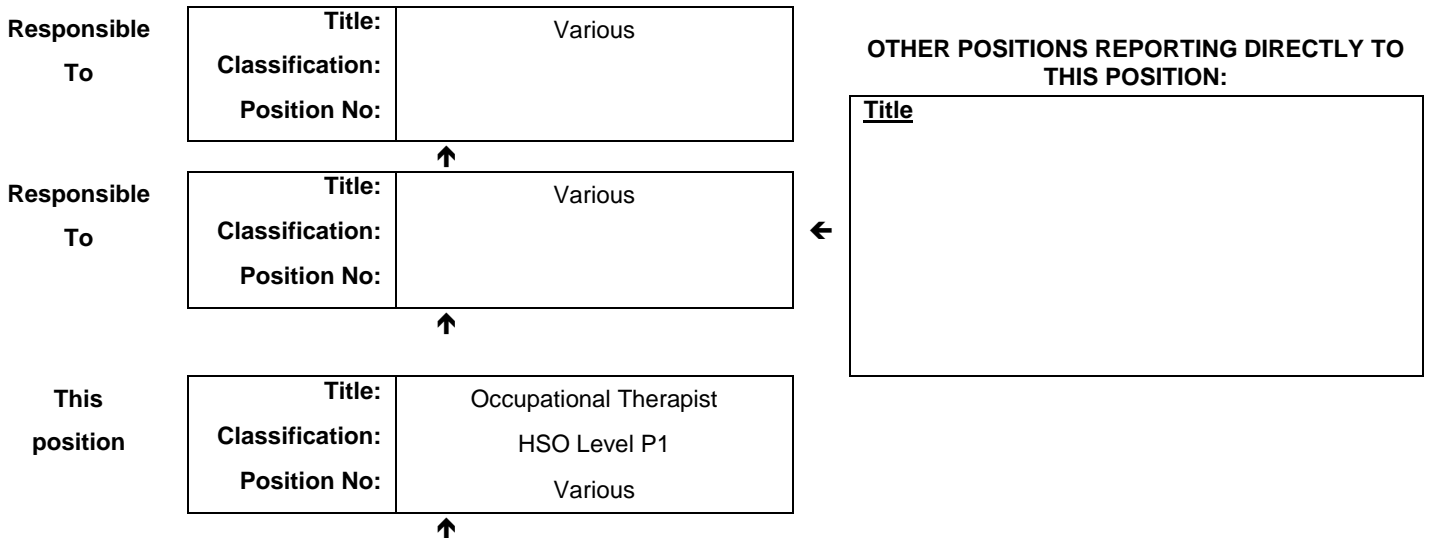 Responsible
To
Title: Various
Classification:
Position No:
OTHER POSITIONS REPORTING DIRECTLY TO
THIS POSITION:
Title
Responsible
To
Title: Various
Classification:
Position No:
This
position
Title: Occupational Therapist
Classification: HSO Level P1
Position No: Various